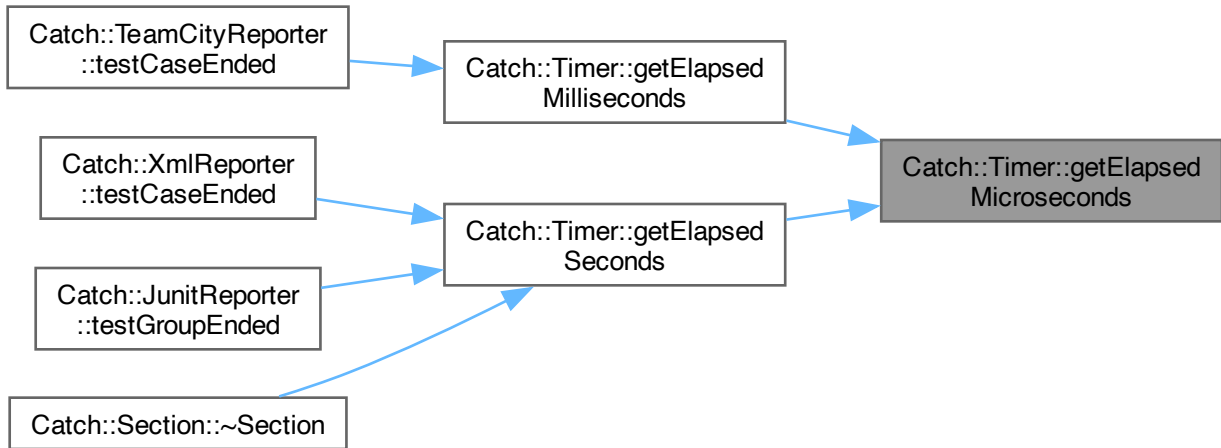 Catch::TeamCityReporter
::testCaseEnded
Catch::XmlReporter
::testCaseEnded
Catch::JunitReporter
::testGroupEnded
Catch::Section::~Section
Catch::Timer::getElapsed
Milliseconds
Catch::Timer::getElapsed
Seconds
Catch::Timer::getElapsed
Microseconds